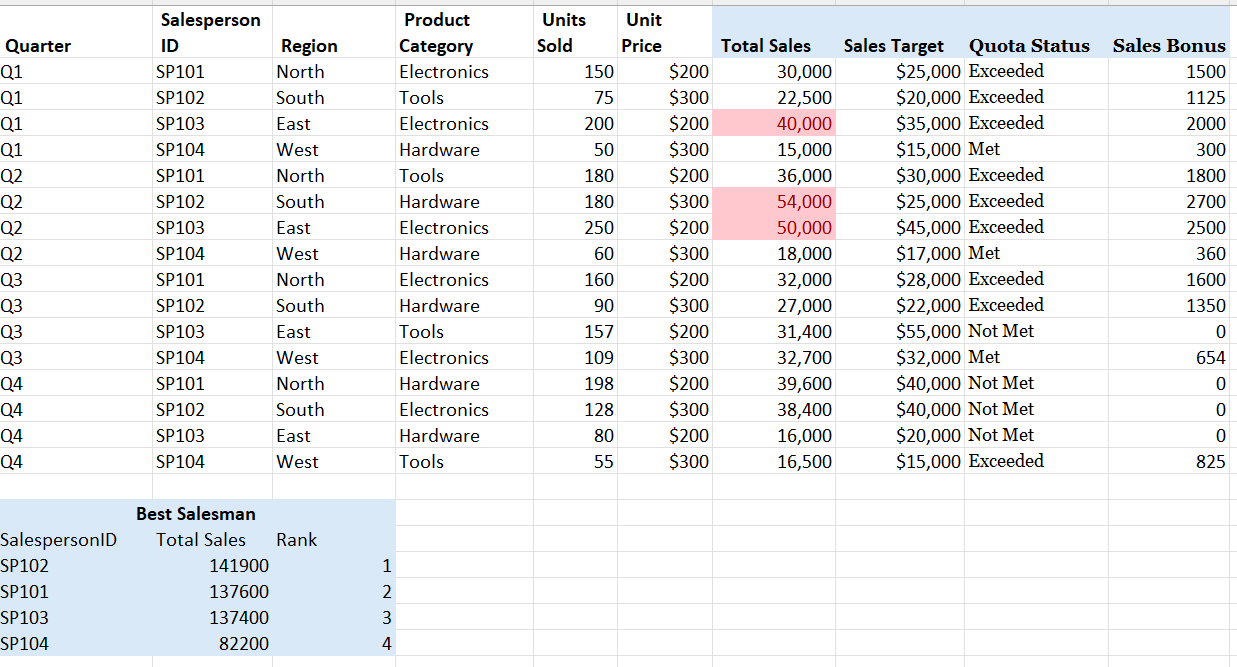 Salesperson Product Units Unit
Quarter ID Region Category Sold Price Total Sales Sales Target Quota Status Sales Bonus
Q1 SP101 North Electronics 150 $200 30,000 $25,000 Exceeded 1500
Q1 SP102 South Tools 75 $300 22,500 $20,000 Exceeded 1125
Q1 SP103 East Electronics 200 $200 40,000 $35,000 Exceeded 2000
Q1 SP104 West Hardware 50 $300 15,000 $15,000 Met 300
Q2 SP101 North Tools 180 $200 36,000 $30,000 Exceeded 1800
Q2 SP102 South Hardware 180 $300 54,000 $25,000 Exceeded 2700
Q2 SP103 East Electronics 250 $200 50,000 $45,000 Exceeded 2500
Q2 SP104 West Hardware 60 $300 18,000 $17,000 Met 360
Q3 SP101 North Electronics 160 $200 32,000 $28,000 Exceeded 1600
Q3 SP102 South Hardware 90 $300 27,000 $22,000 Exceeded 1350
Q3 SP103 East Tools 157 $200 31,400 $55,000 Not Met 0
Q3 SP104 West Electronics 109 $300 32,700 $32,000 Met 654
Q4 SP101 North Hardware 198 $200 39,600 $40,000 Not Met 0
Q4 SP102 South Electronics 128 $300 38,400 $40,000 Not Met 0
Q4 SP103 East Hardware 80 $200 16,000 $20,000 Not Met 0
Q4 SP104 West Tools 55 $300 16,500 $15,000 Exceeded 825
Best Salesman
SalespersonID Total Sales Rank
SP102 141900 1
SP101 137600 2
SP103 137400 3
SP104 82200 4